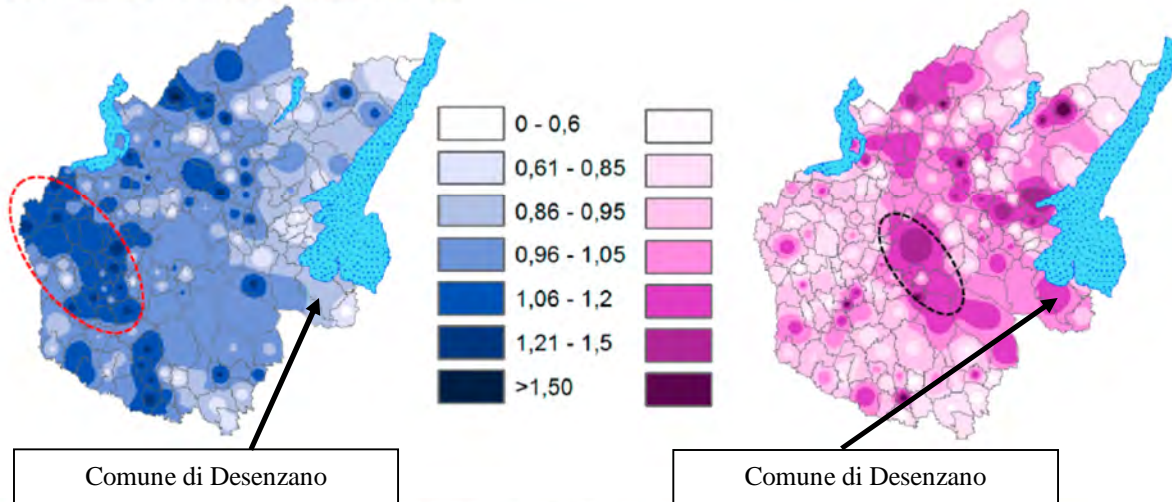 0 - 0,6
0,61 - 0,85
0,86 - 0,95
0,96 - 1,05
1,06 - 1,2
1,21 - 1,5
>1,50
Comune di Desenzano
Comune di Desenzano